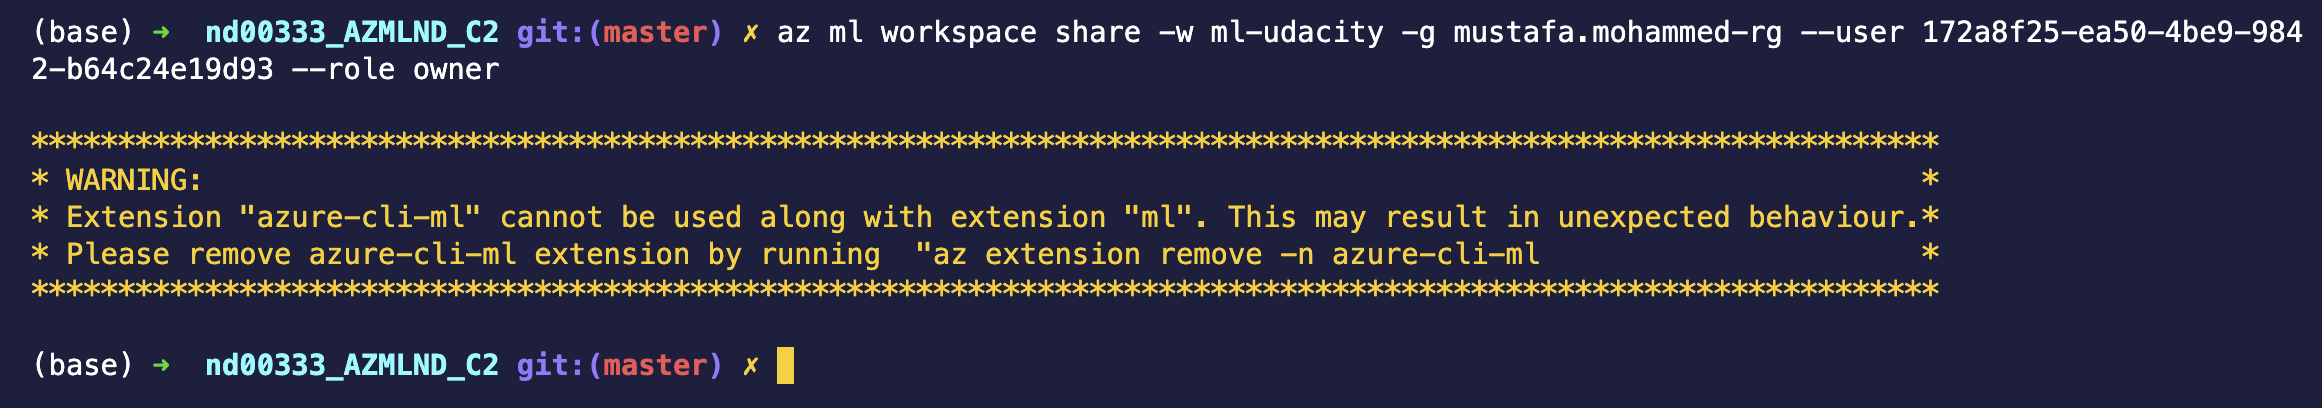 (base) ➜  nd00333_AZMLND_C2 git:(master) ✗ az ml workspace share -w ml-udacity -g mustafa.mohammed-rg --user 172a8f25-ea50-4be9-984
2-b64c24e19d93 --role owner
**************************************************************************************************************
* WARNING:                                                                                                   *
* Extension "azure-cli-ml" cannot be used along with extension "ml". This may result in unexpected behaviour.*
* Please remove azure-cli-ml extension by running  "az extension remove -n azure-cli-ml                      *
**************************************************************************************************************
(base) ➜  nd00333_AZMLND_C2 git:(master) ✗